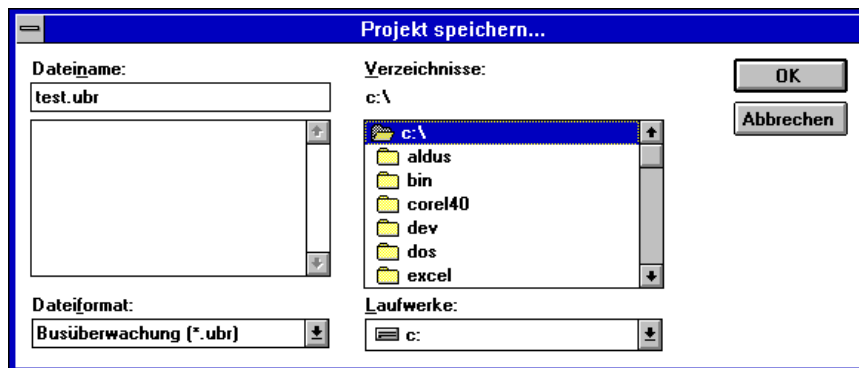 Projekt speichern...
Dateiname:
test.ubr
Verzeichnisse:
c:\
c:\
aldus
bin
corel40
dev
dos
excel
OK
Abbrechen
Dateiformat:
Busüberwachung (*.ubr)
Laufwerke:
c: